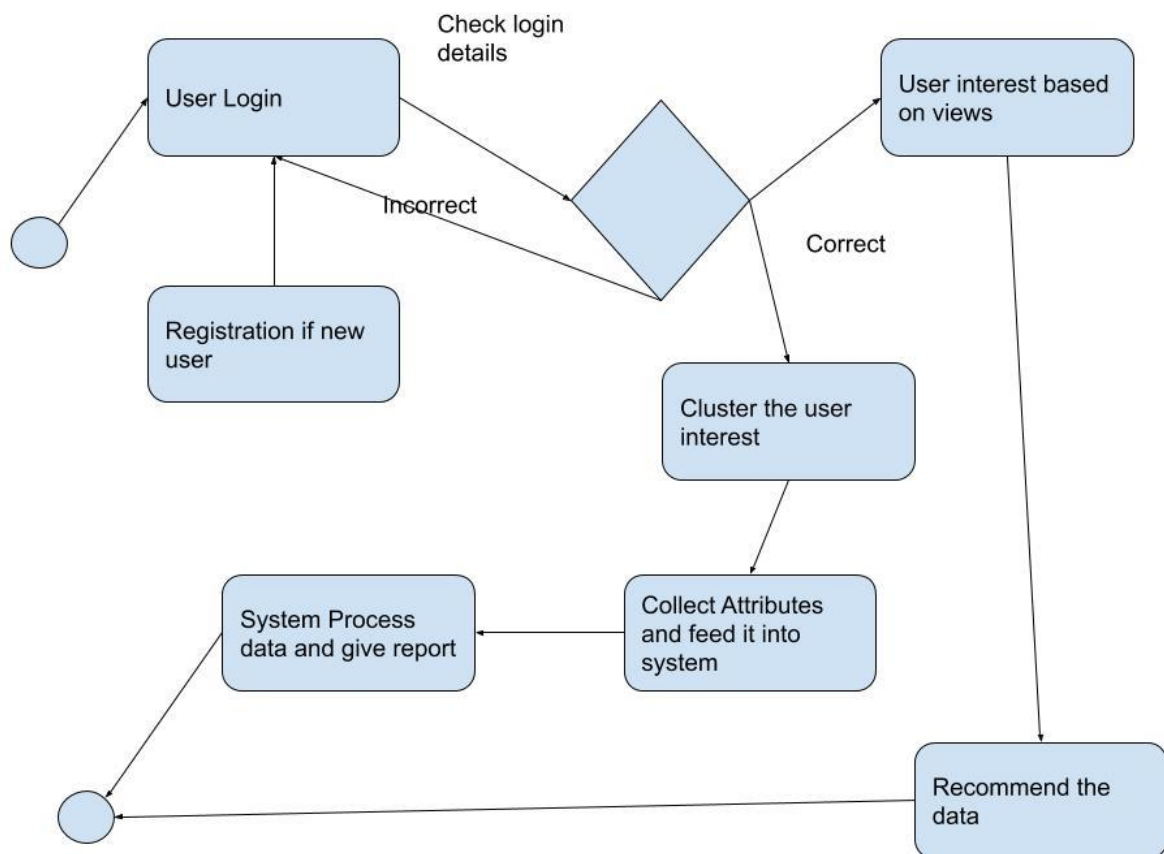 Check login
details
User Login
User interest based
on views
Incorrect
Correct
Registration if new
user
Cluster the user
interest
System Process
data and give report
Collect Attributes
and feed it into
system
Recommend the
data